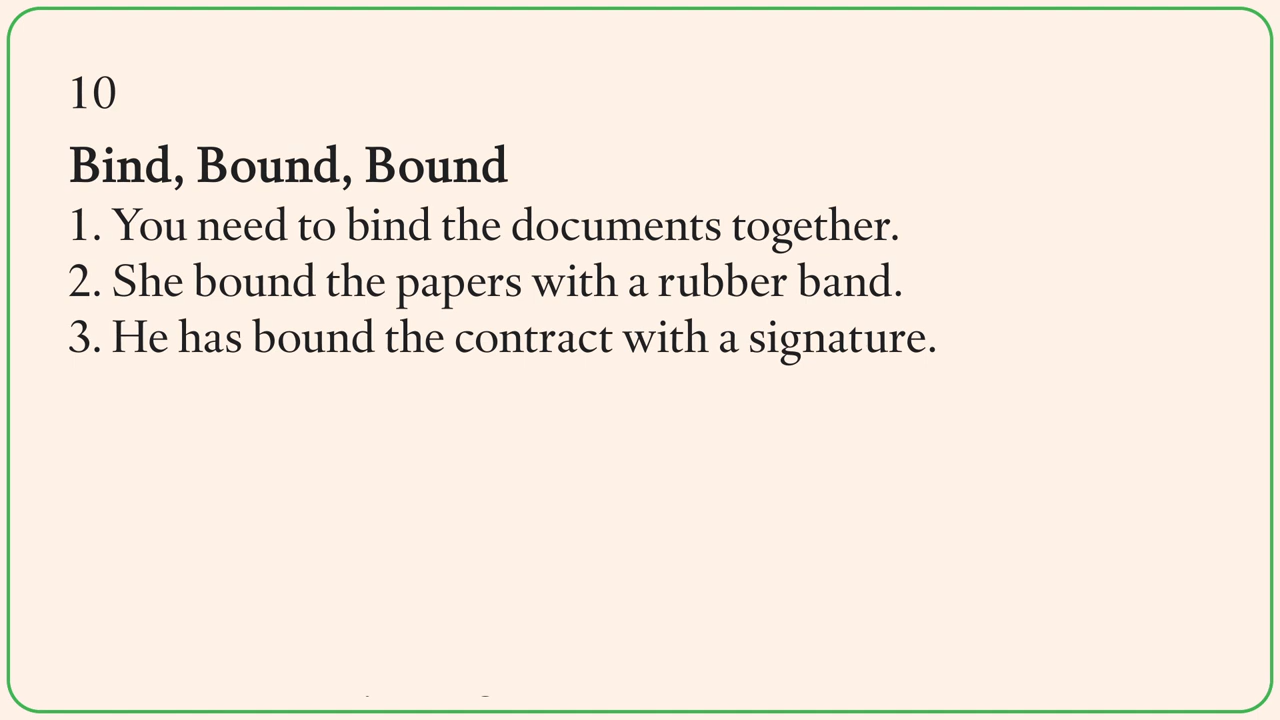 10
Bind, Bound, Bound
1. You need to bind the documents together.
2. She bound the papers with a rubber band.
3. He has bound the contract with a signature.